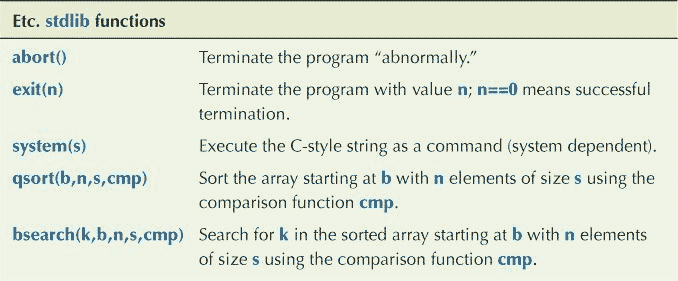 Etc. stdlib functions
abort() Terminate the program “abnormally.”
exit(n) Terminate the program with value n; n==0 means successful
termination.
system(s) Execute the C-style string as a command (system dependent).
qsort(b,n,s,cmp) Sort the array starting at b with n elements of size s using the
comparison function cmp.
bsearch(k,b,n,s,cmp) Search for k in the sorted array starting at b with n elements
of size s using the comparison function cmp.